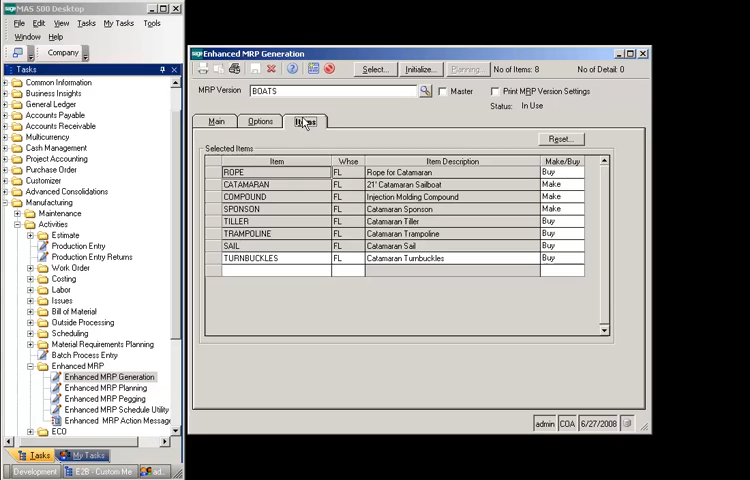 sage MAS 500 Desktop
File Edit View Tasks My Tasks Tools
Window Help
Company
Tasks
Common Information
Business Insights
General Ledger
Accounts Payable
Accounts Receivable
Multicurrency
Cash Management
Project Accounting
Purchase Order
Customizer
Advanced Consolidations
Manufacturing
Maintenance
Activities
Estimate
Production Entry
Production Entry Returns
Work Order
Costing
Labor
Issues
Bill of Material
Outside Processing
Scheduling
Material Requirements Planning
Batch Process Entry
Enhanced MRP
Enhanced MRP Generation
Enhanced MRP Planning
Enhanced MRP Pegging
Enhanced MRP Schedule Utility
Enhanced MRP Action Message
ECO
Tasks My Tasks
Development E2B - Custom Me ad...
sage Enhanced MRP Generation
Select... Initialize... Planning... No of Items: 8 No of Detail: 0
MRP Version BOATS Master Print MRP Version Settings
Status: In Use
Main Options Items
Reset...
Selected Items
Item Whse Item Description Make/Buy
ROPE FL Rope for Catamaran Buy
CATAMARAN FL 21' Catamaran Sailboat Make
COMPOUND FL Injection Molding Compound Make
SPONSON FL Catamaran Sponson Make
TILLER FL Catamaran Tiller Buy
TRAMPOLINE FL Catamaran Trampoline Buy
SAIL FL Catamaran Sail Buy
TURNBUCKLES FL Catamaran Turnbuckles Buy
admin COA 6/27/2008